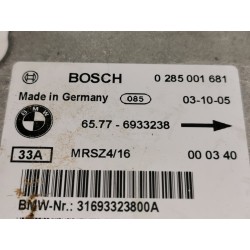 BOSCH 0 285 001 681
Made in Germany 085 03-10-05
BMW 65.77 - 6933238
33A MRSZ4/16 00 03 40
BMW-Nr.: 31693323800A